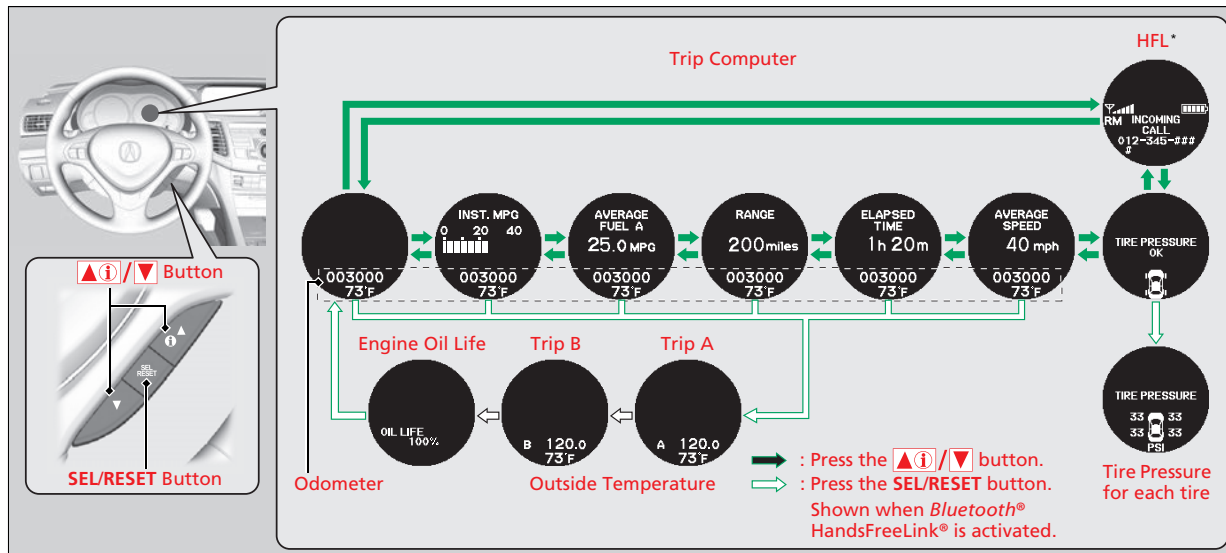 Trip Computer
HFL*
RM INCOMING
CALL
012-345-###
#
INST. MPG
0 20 40
003000
73°F
AVERAGE
FUEL A
25.0 MPG
003000
73°F
RANGE
200 miles
003000
73°F
ELAPSED
TIME
1h 20m
003000
73°F
AVERAGE
SPEED
40 mph
003000
73°F
TIRE PRESSURE
OK
003000
73°F
▲ⓘ/▼ Button
▲
ⓘ
SEL
RESET
▼
SEL/RESET Button
Engine Oil Life
OIL LIFE
100%
Trip B
B 120.0
73°F
Trip A
A 120.0
73°F
TIRE PRESSURE
33 33
33 33
PSI
Odometer
Outside Temperature
: Press the ▲ⓘ/▼ button.
: Press the SEL/RESET button.
Shown when Bluetooth®
HandsFreeLink® is activated.
Tire Pressure
for each tire